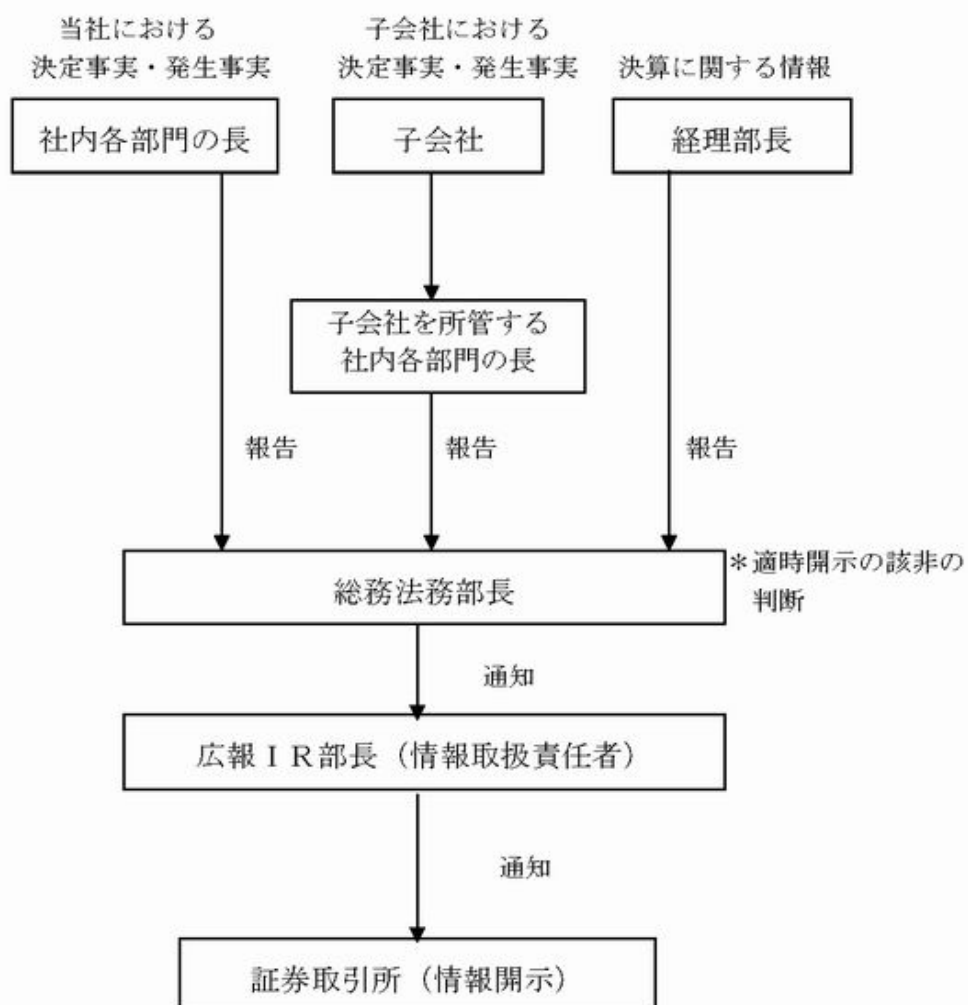 当社における
決定事実・発生事実
子会社における
決定事実・発生事実
決算に関する情報
社内各部門の長
子会社
経理部長
子会社を所管する
社内各部門の長
報告
報告
報告
総務法務部長
＊適時開示の該非の
判断
通知
広報ＩＲ部長（情報取扱責任者）
通知
証券取引所（情報開示）